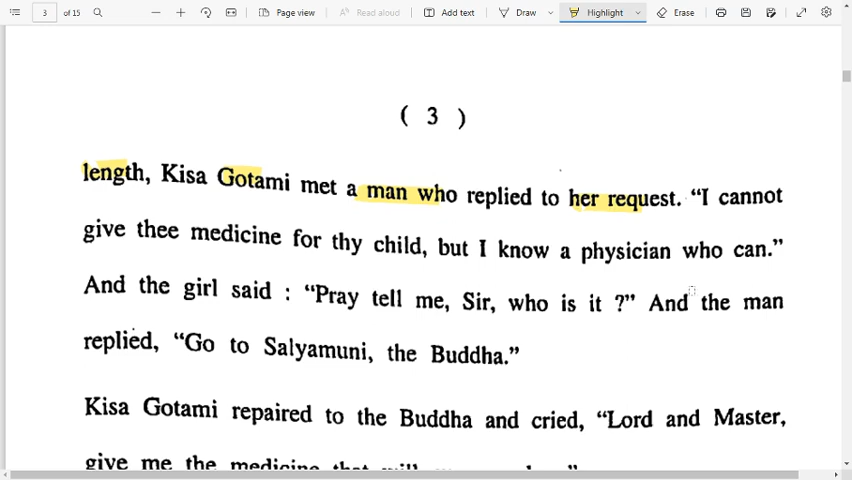 3 of 15 Page view Read aloud Add text Draw Highlight Erase
( 3 )
length, Kisa Gotami met a man who replied to her request. “I cannot
give thee medicine for thy child, but I know a physician who can.”
And the girl said : “Pray tell me, Sir, who is it ?” And the man
replied, “Go to Salyamuni, the Buddha.”
Kisa Gotami repaired to the Buddha and cried, “Lord and Master,
give me the medicine that will